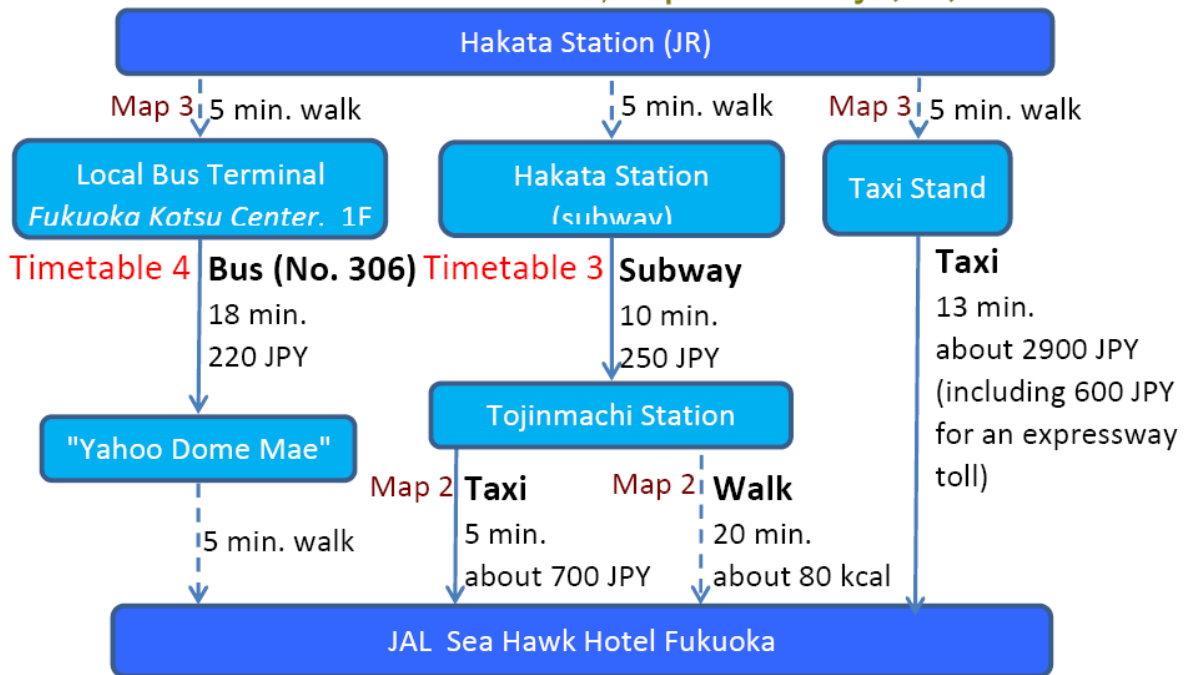 Hakata Station (JR)
Map 3
5 min. walk
5 min. walk
Map 3
5 min. walk
Local Bus Terminal
Fukuoka Kotsu Center. 1F
Hakata Station
(subway)
Taxi Stand
Timetable 4
Bus (No. 306)
18 min.
220 JPY
Timetable 3
Subway
10 min.
250 JPY
Taxi
13 min.
about 2900 JPY
(including 600 JPY
for an expressway
toll)
"Yahoo Dome Mae"
Tojinmachi Station
5 min. walk
Map 2
Taxi
5 min.
about 700 JPY
Map 2
Walk
20 min.
about 80 kcal
JAL Sea Hawk Hotel Fukuoka